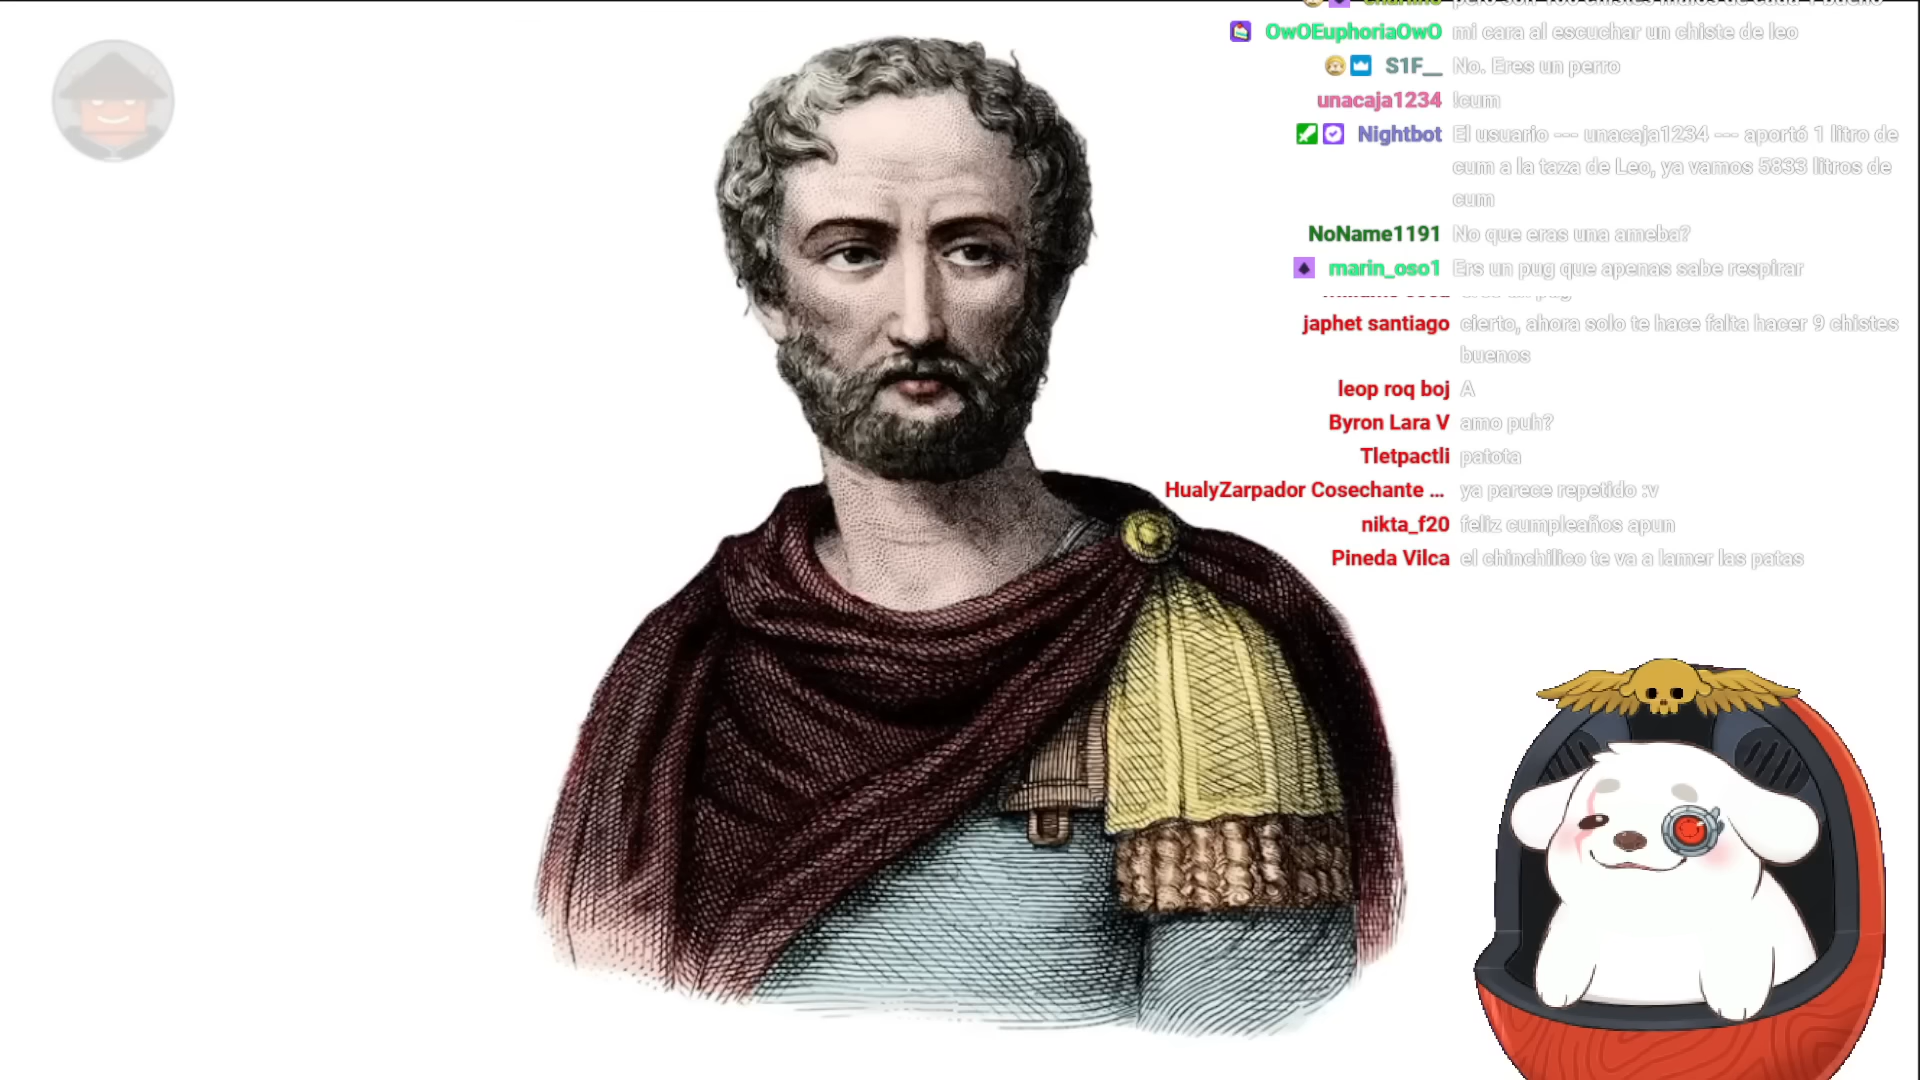 OwOEuphoriaOwO mi cara al escuchar un chiste de leo
S1F__ No. Eres un perro
unacaja1234 !cum
Nightbot El usuario --- unacaja1234 --- aportó 1 litro de
cum a la taza de Leo, ya vamos 5833 litros de
cum
NoName1191 No que eras una ameba?
marin_oso1 Ers un pug que apenas sabe respirar
japhet santiago cierto, ahora solo te hace falta hacer 9 chistes
buenos
leop roq boj A
Byron Lara V amo puh?
Tletpactli patota
HualyZarpador Cosechante ... ya parece repetido :v
nikta_f20 feliz cumpleaños apun
Pineda Vilca el chinchilico te va a lamer las patas